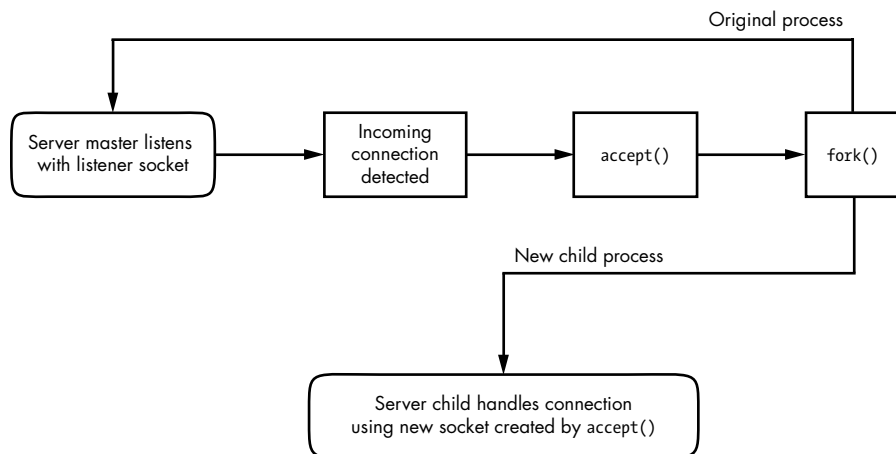 Original process
Server master listens
with listener socket
Incoming
connection
detected
accept()
fork()
New child process
Server child handles connection
using new socket created by accept()